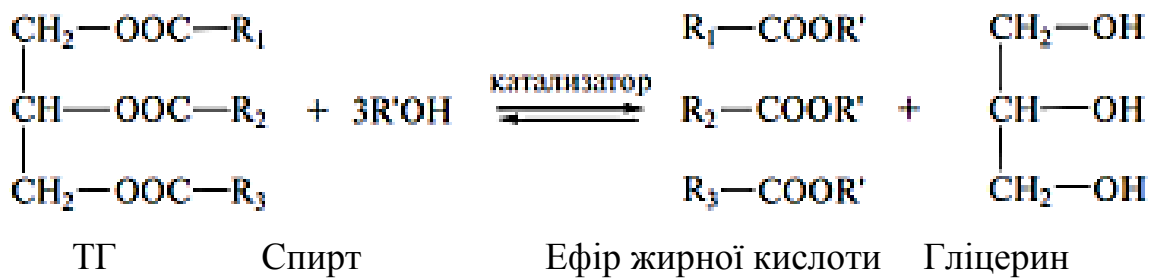 CH₂—OOC—R₁ R₁—COOR' CH₂—OH
катализатор
CH—OOC—R₂ + 3R'OH ⇌ R₂—COOR' + CH—OH
CH₂—OOC—R₃ R₃—COOR' CH₂—OH
ТГ Спирт Ефір жирної кислоти Гліцерин